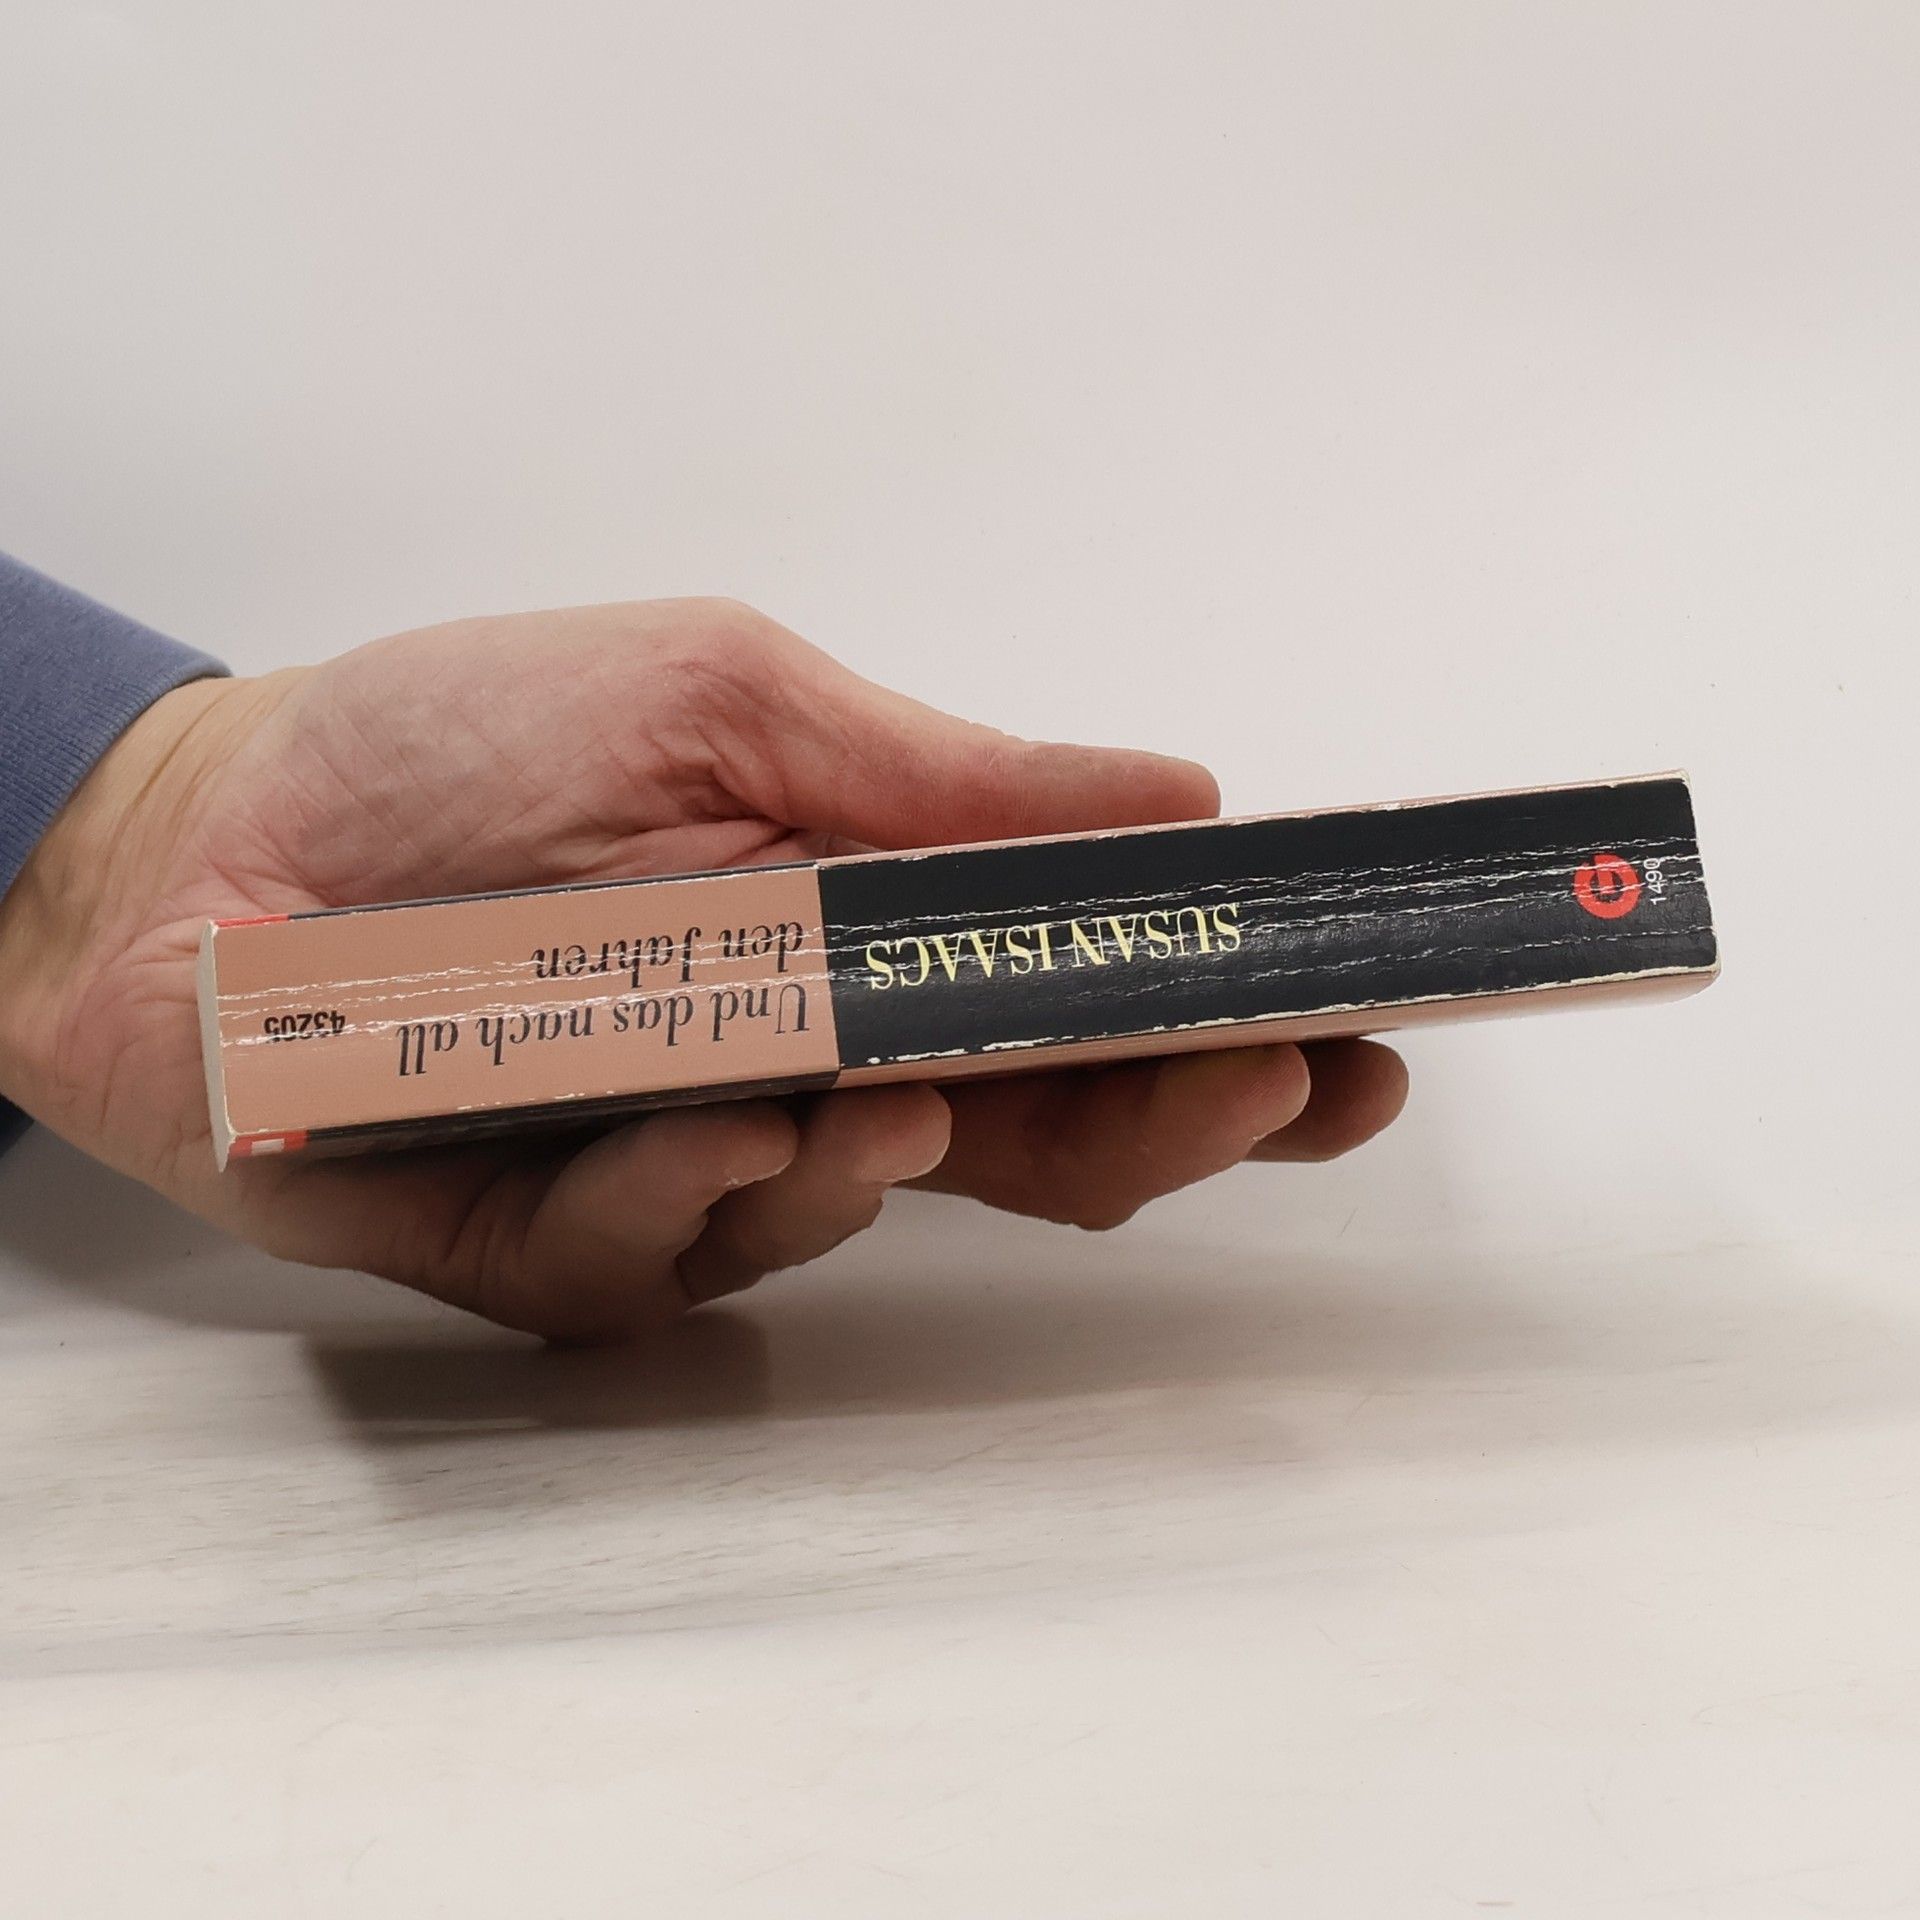 SUSAN ISAACS
Und das nach all
den Jahren
43205
1490